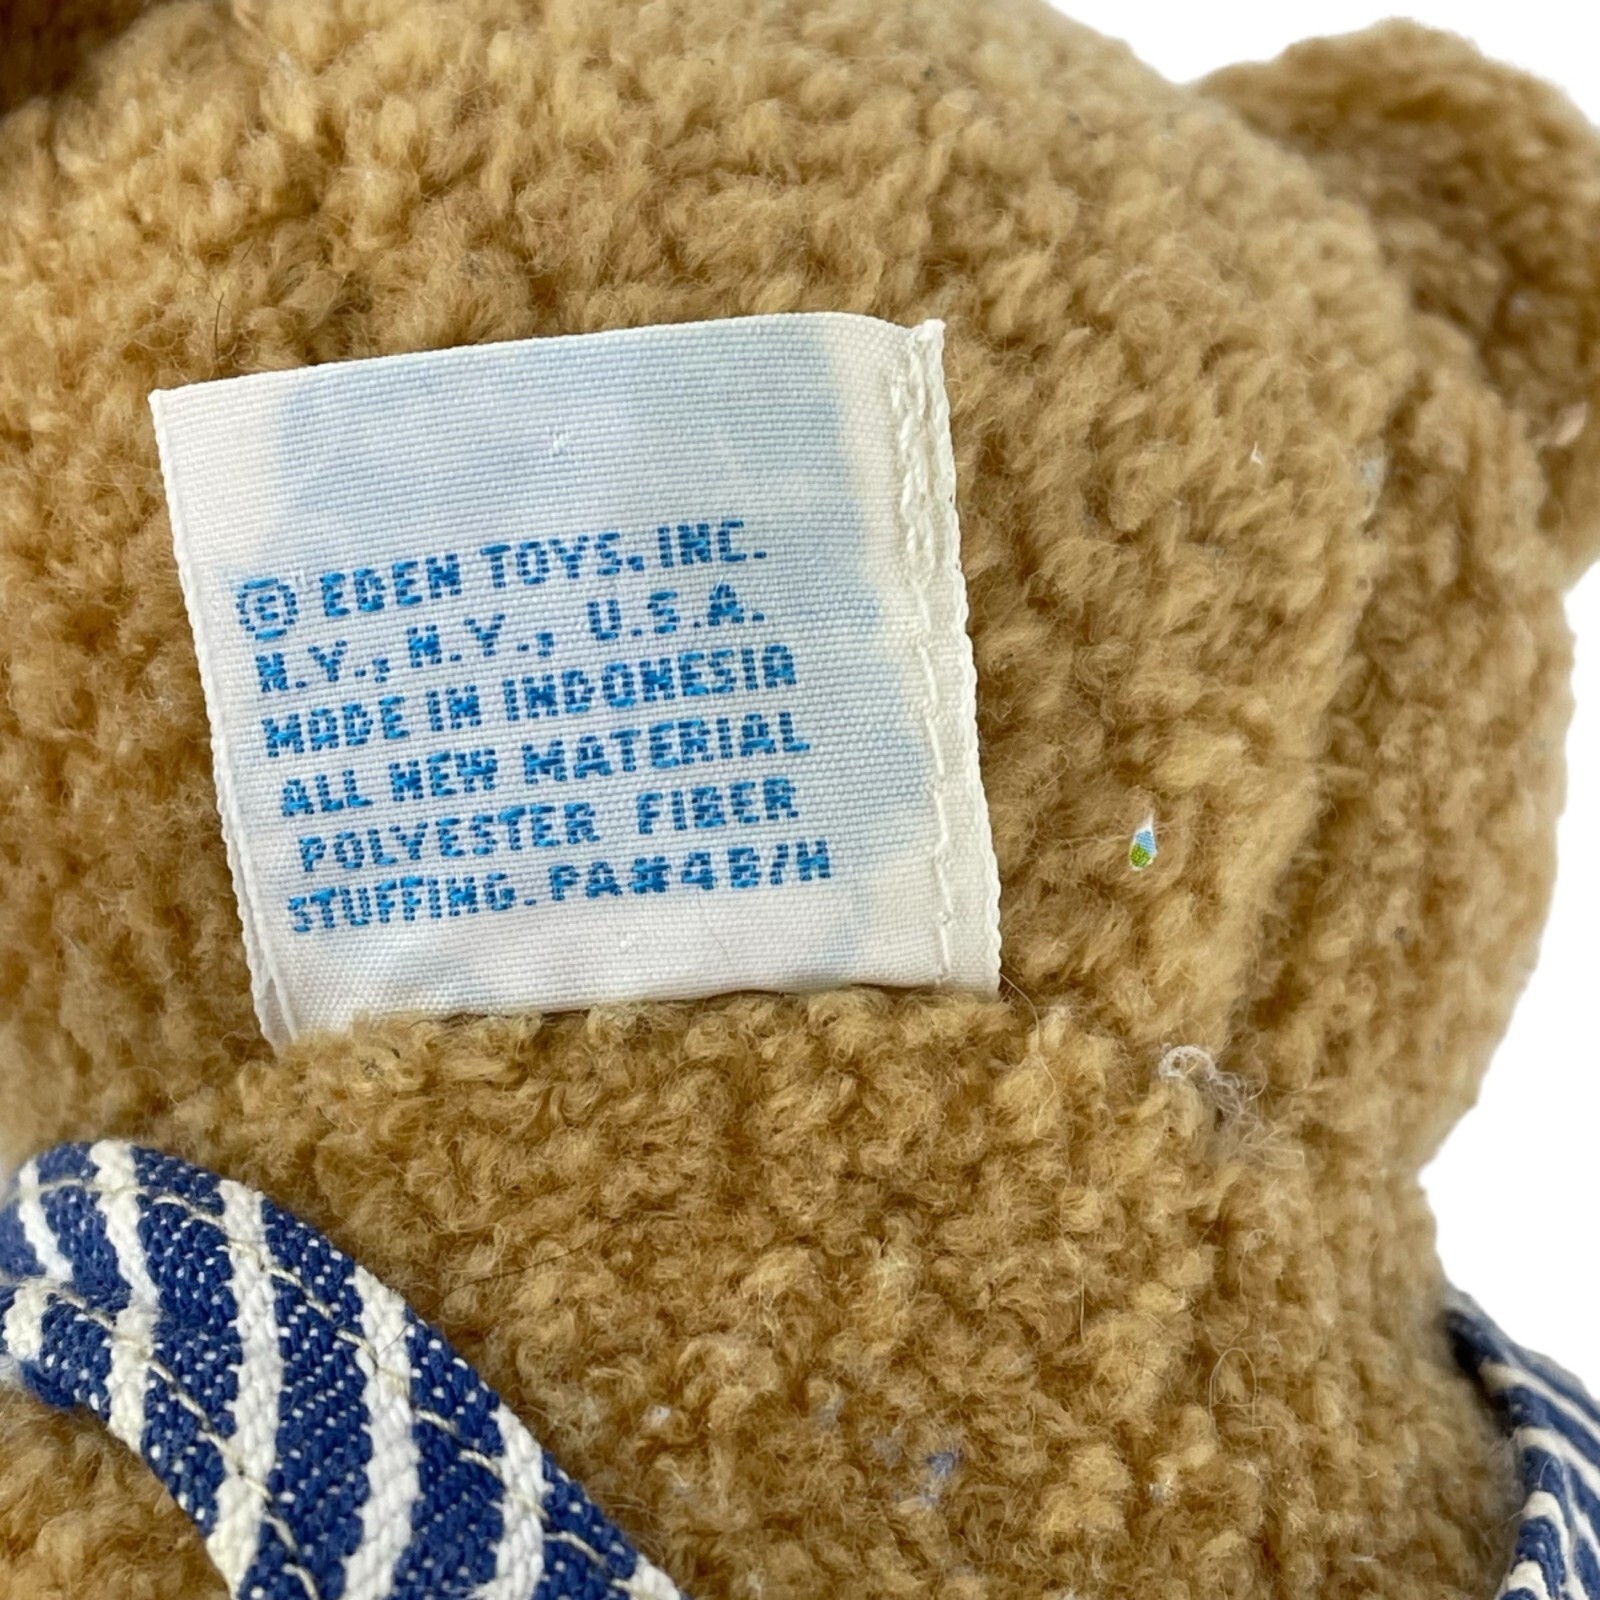 Ⓔ EDEN TOYS, INC.
N.Y., N.Y., U.S.A.
MADE IN INDONESIA
ALL NEW MATERIAL
POLYESTER FIBER
STUFFING. PA#4B/H